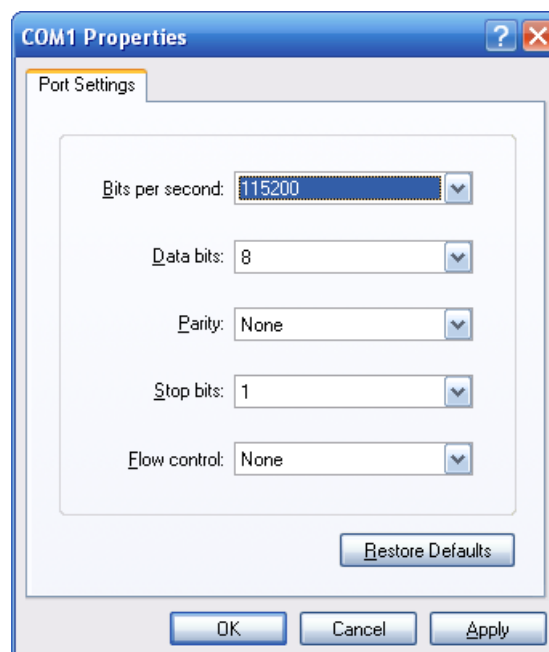 COM1 Properties
Port Settings
Bits per second: 115200
Data bits: 8
Parity: None
Stop bits: 1
Flow control: None
Restore Defaults
OK Cancel Apply